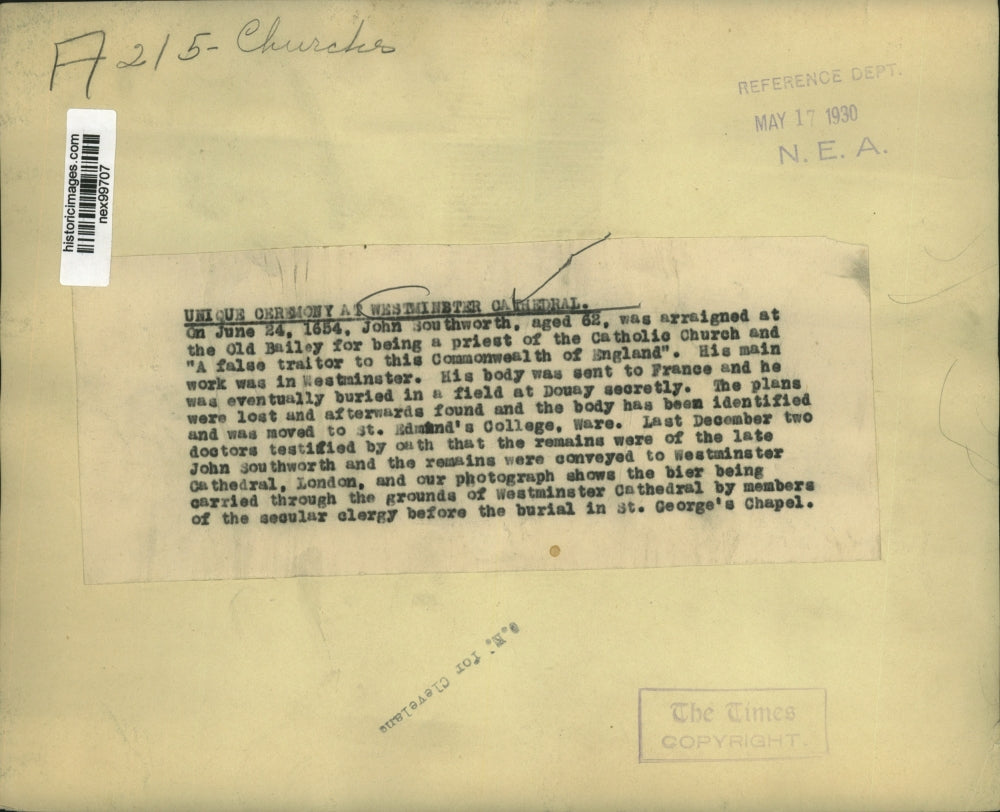 A 215- Churches
REFERENCE DEPT.
MAY 17 1930
N. E. A.
historicimages.com
nex99707
UNIQUE CEREMONY AT WESTMINSTER CATHEDRAL.
On June 24, 1654, John Southworth, aged 62, was arraigned at
the Old Bailey for being a priest of the Catholic Church and
"A false traitor to this Commonwealth of England". His main
work was in Westminster. His body was sent to France and he
was eventually buried in a field at Douay secretly. The plans
were lost and afterwards found and the body has been identified
and was moved to St. Edmund's College, Ware. Last December two
doctors testified by oath that the remains were of the late
John Southworth and the remains were conveyed to Westminster
Cathedral, London, and our photograph shows the bier being
carried through the grounds of Westminster Cathedral by members
of the secular clergy before the burial in St. George's Chapel.
for Cleveland
The Times
COPYRIGHT.